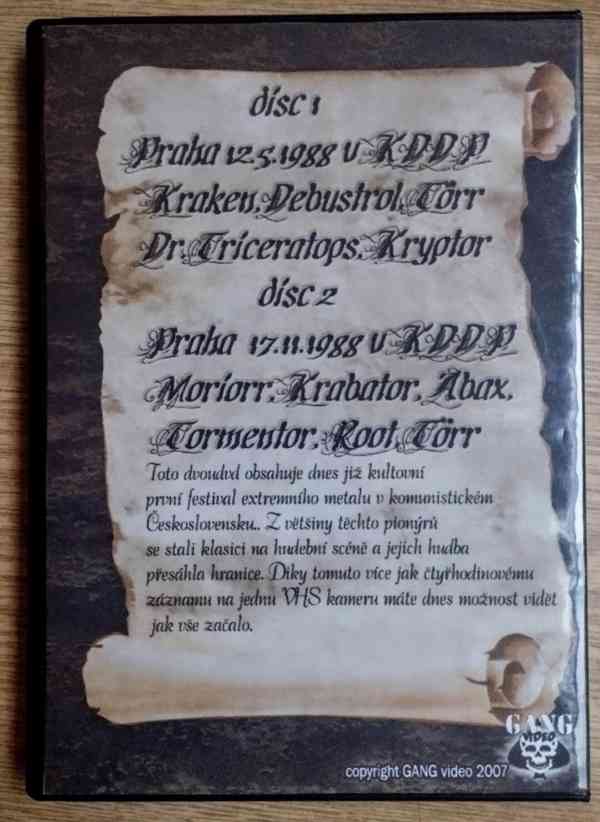 disc 1
Praha 12.5.1988 v KDDP
Kraken, Debustrol, Törr
Dr. Triceratops, Kryptor
disc 2
Praha 17.11.1988 v KDDP
Moriorr, Krabator, Abax,
Tormentor, Root, Törr
Toto dvoudvd obsahuje dnes již kultovní
první festival extremního metalu v komunistickém
Československu.. Z většiny těchto pionýrů
se stali klasici na hudební scéně a jejich hudba
přesáhla hranice. Díky tomuto více jak čtyřhodinovému
záznamu na jednu VHS kameru máte dnes možnost vidět
jak vše začalo.
GANG
VIDEO
copyright GANG video 2007